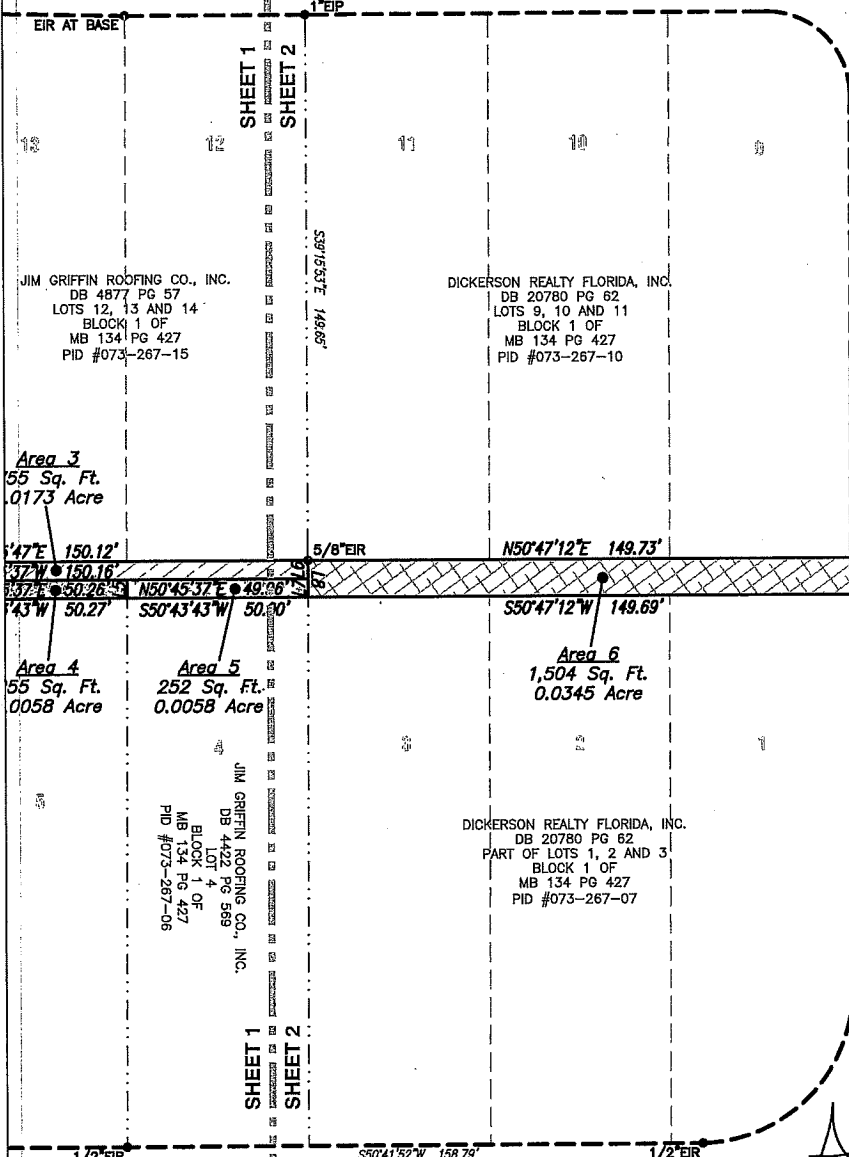 1"EIP
EIR AT BASE
SHEET 1
SHEET 2
13
12
11
10
9
S39°15'53"E 149.65'
JIM GRIFFIN ROOFING CO., INC.
DB 4877 PG 57
LOTS 12, 13 AND 14
BLOCK 1 OF
MB 134 PG 427
PID #073-267-15
DICKERSON REALTY FLORIDA, INC.
DB 20780 PG 62
LOTS 9, 10 AND 11
BLOCK 1 OF
MB 134 PG 427
PID #073-267-10
Area 3
55 Sq. Ft.
.0173 Acre
'47"E 150.12'
5/8"EIR
N50°47'12"E 149.73'
37"W 150.16'
37"E 50.26'
N50°45'37"E 49.06'
'43"W 50.27'
S50°43'43"W
S50°47'12"W 149.69'
Area 4
55 Sq. Ft.
.0058 Acre
Area 5
252 Sq. Ft.
0.0058 Acre
Area 6
1,504 Sq. Ft.
0.0345 Acre
5
4
3
2
1
JIM GRIFFIN ROOFING CO., INC.
DB 4422 PG 569
LOT 4
BLOCK 1 OF
MB 134 PG 427
PID #073-267-06
DICKERSON REALTY FLORIDA, INC.
DB 20780 PG 62
PART OF LOTS 1, 2 AND 3
BLOCK 1 OF
MB 134 PG 427
PID #073-267-07
SHEET 1
SHEET 2
1/2"EIR
S50°41'52"W 158.79'
1/2"EIR